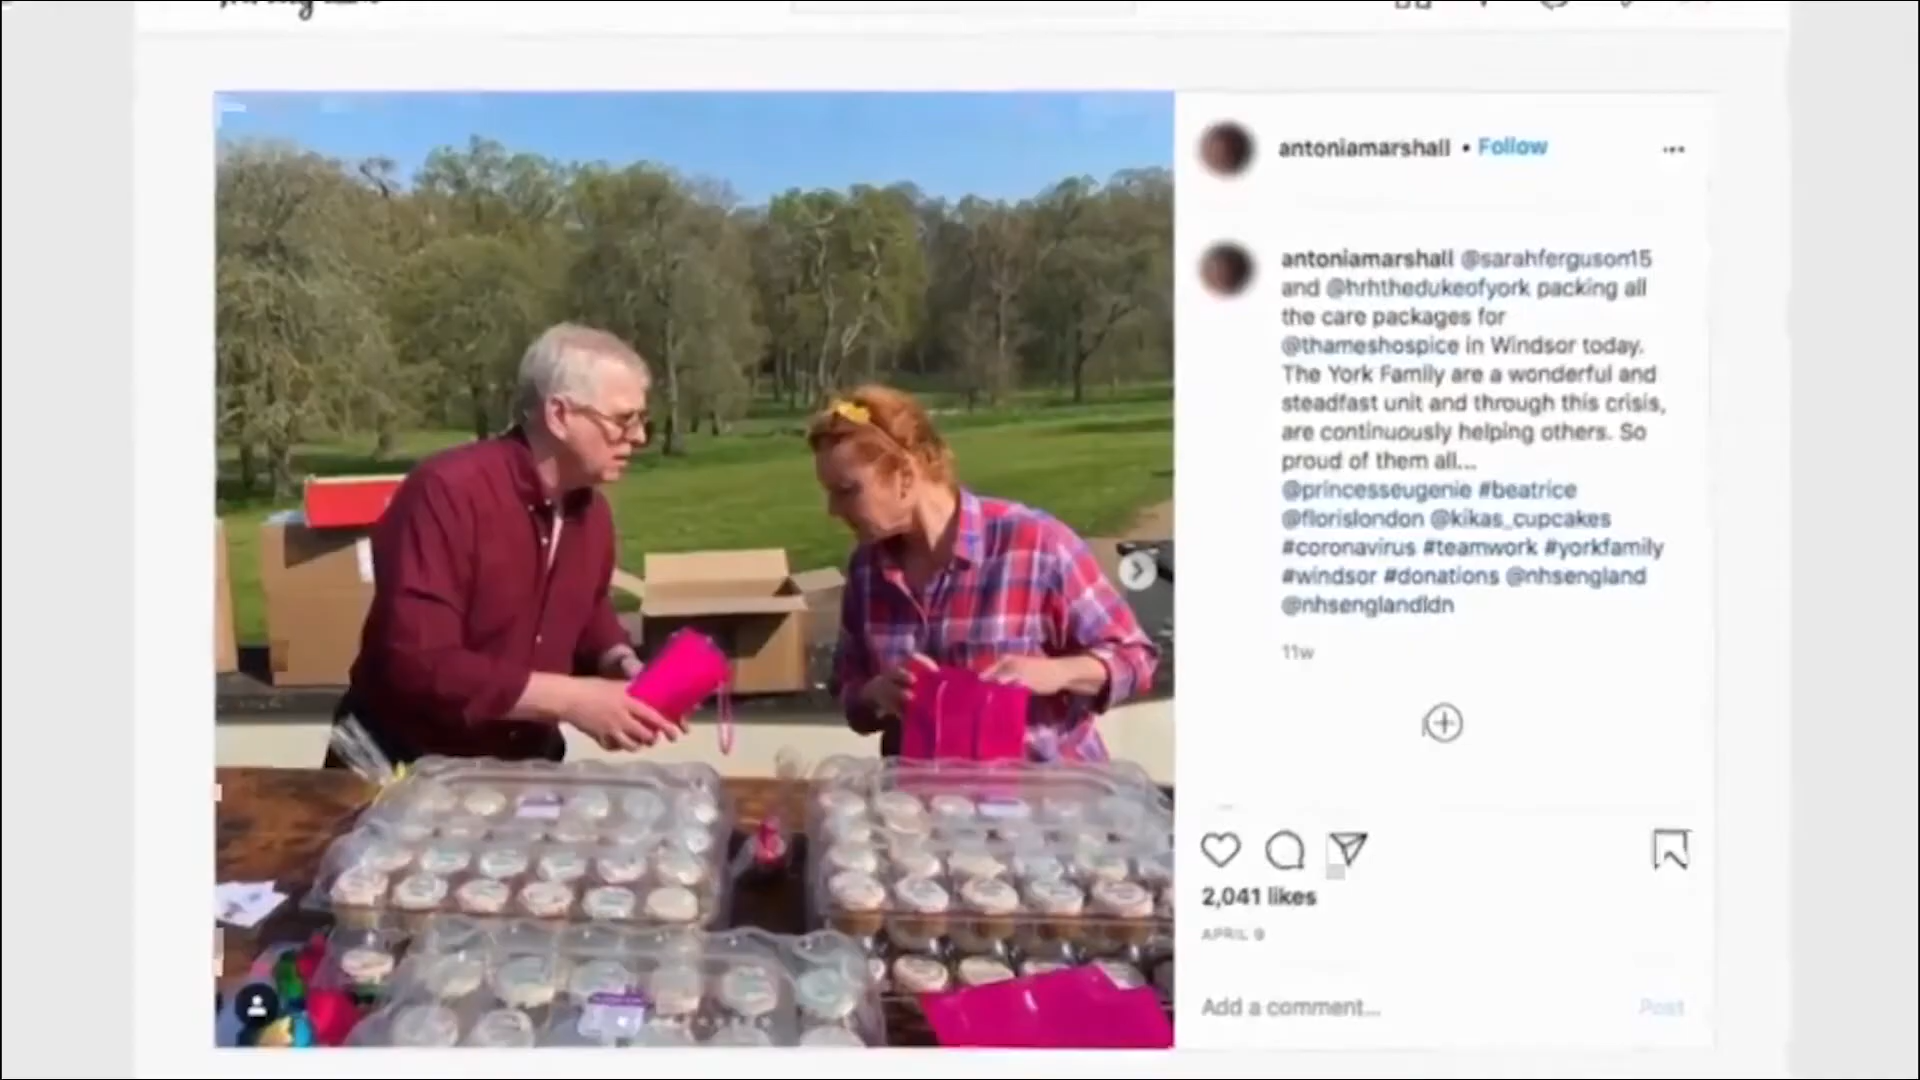 antoniamarshall • Follow
antoniamarshall @sarahferguson15
and @hrhthedukeofyork packing all
the care packages for
@thameshospice in Windsor today.
The York Family are a wonderful and
steadfast unit and through this crisis,
are continuously helping others. So
proud of them all...
@princesseugenie #beatrice
@florislondon @kikas_cupcakes
#coronavirus #teamwork #yorkfamily
#windsor #donations @nhsengland
@nhsenglandldn
11w
2,041 likes
APRIL 9
Add a comment...
Post